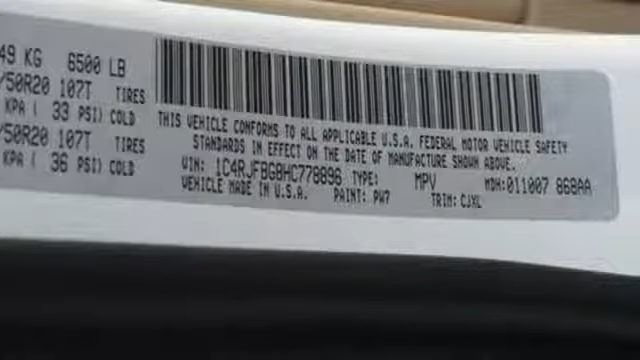 49 KG 6500 LB
/50R20 107T TIRES
KPA ( 33 PSI) COLD
/50R20 107T TIRES
KPA ( 36 PSI) COLD
THIS VEHICLE CONFORMS TO ALL APPLICABLE U.S.A. FEDERAL MOTOR VEHICLE SAFETY
STANDARDS IN EFFECT ON THE DATE OF MANUFACTURE SHOWN ABOVE.
VIN: 1C4RJFBG8HC778896 TYPE: MPV MDH:011007 868AA
VEHICLE MADE IN U.S.A. PAINT: PW7 TRIM: CJXL